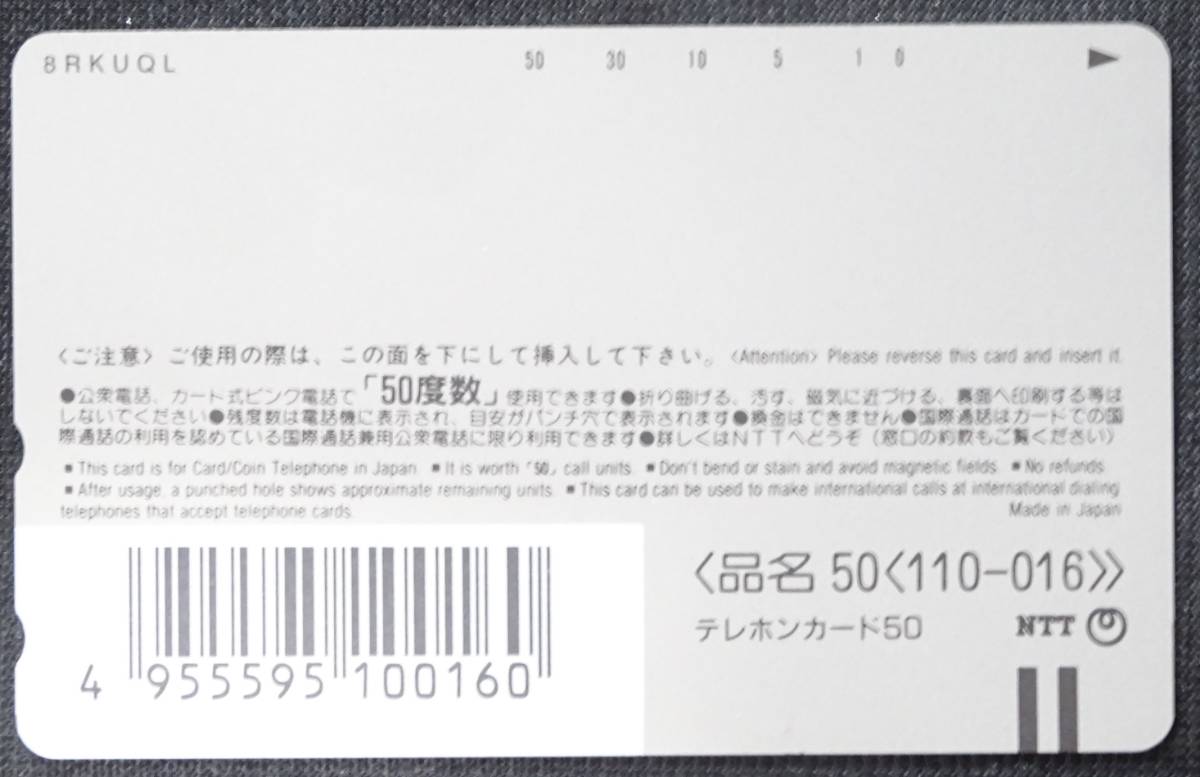 8RKUQL 50 30 10 5 1 0
〈ご注意〉ご使用の際は、この面を下にして挿入して下さい。〈Attention〉Please reverse this card and insert it.
●公衆電話、カード式ピンク電話で「50度数」使用できます●折り曲げる、汚す、磁気に近づける、裏面へ印刷する等は
しないでください●残度数は電話機に表示され、目安がパンチ穴で表示されます●換金はできません●国際通話はカードでの国
際通話の利用を認めている国際通話兼用公衆電話に限り利用できます●詳しくはNTTへどうぞ(窓口の約款もご覧ください)
■This card is for Card/Coin Telephone in Japan. ■It is worth「50」call units. ■Don't bend or stain and avoid magnetic fields. ■No refunds.
■After usage, a punched hole shows approximate remaining units. ■This card can be used to make international calls at international dialing
telephones that accept telephone cards. Made in Japan
〈品名 50〈110-016〉〉
テレホンカード50 NTT
4 955595 100160